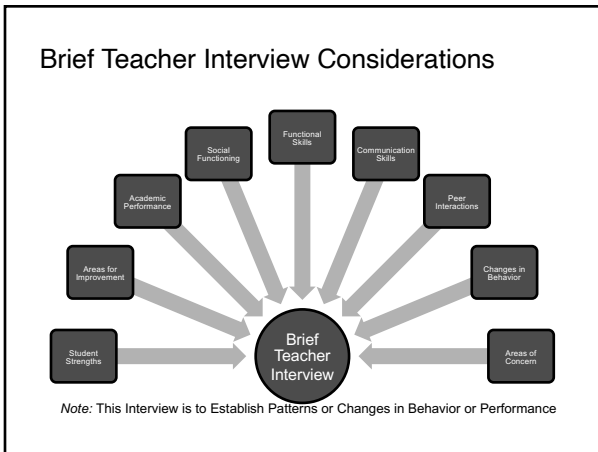 Brief Teacher Interview Considerations
Functional
Skills
Social
Functioning
Communication
Skills
Academic
Performance
Peer
Interactions
Areas for
Improvement
Changes in
Behavior
Student
Strengths
Brief
Teacher
Interview
Areas of
Concern
Note: This Interview is to Establish Patterns or Changes in Behavior or Performance